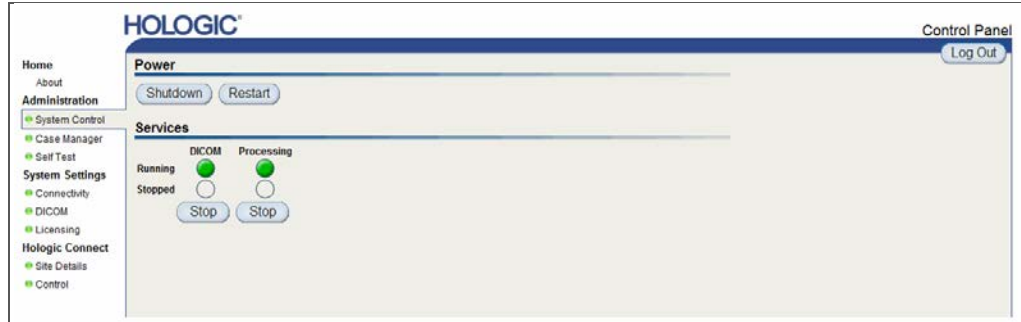 HOLOGIC®
Control Panel
Log Out
Home
About
Administration
System Control
Case Manager
Self Test
System Settings
Connectivity
DICOM
Licensing
Hologic Connect
Site Details
Control
Power
Shutdown Restart
Services
DICOM Processing
Running
Stopped
Stop Stop